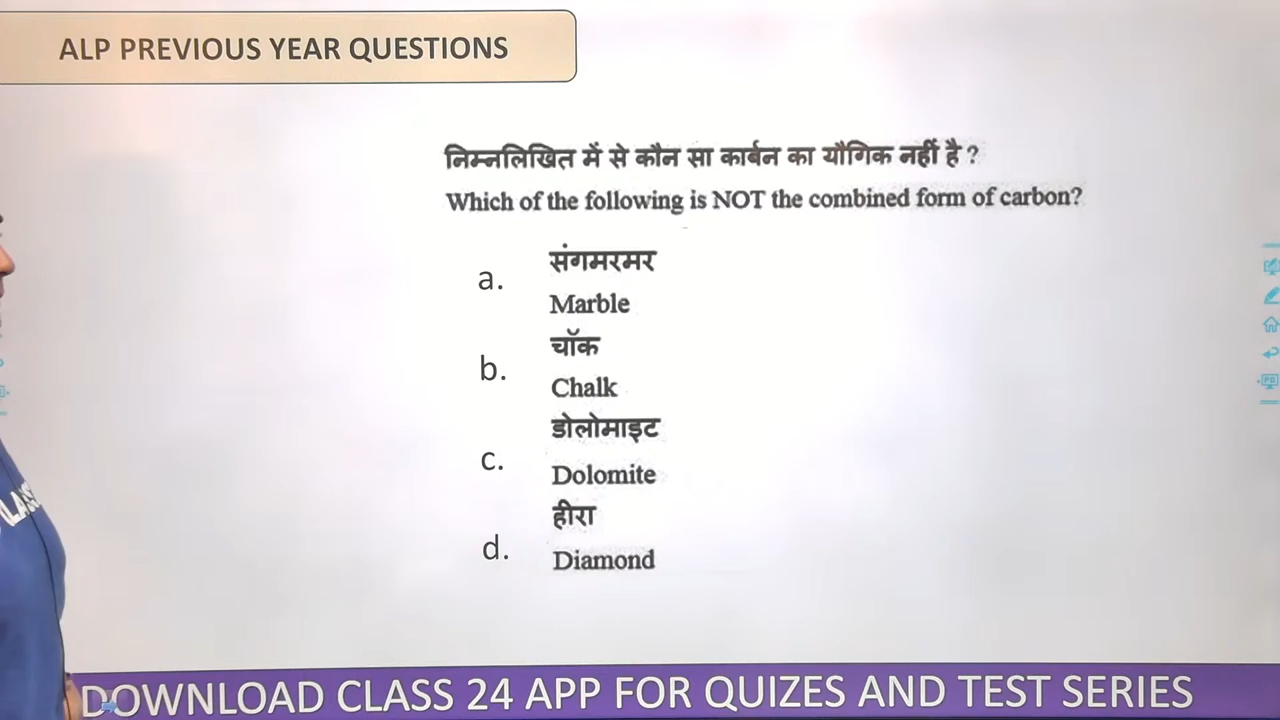 ALP PREVIOUS YEAR QUESTIONS
निम्नलिखित में से कौन सा कार्बन का यौगिक नहीं है ?
Which of the following is NOT the combined form of carbon?
a.
संगमरमर
Marble
b.
चॉक
Chalk
c.
डोलोमाइट
Dolomite
d.
हीरा
Diamond
DOWNLOAD CLASS 24 APP FOR QUIZES AND TEST SERIES